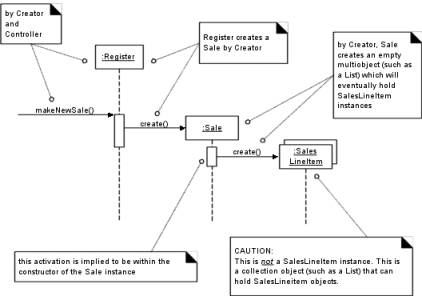 by Creator
and
Controller
:Register
Register creates a
Sale by Creator
by Creator, Sale
creates an empty
multiobject (such as
a List) which will
eventually hold
SalesLineItem
instances
makeNewSale()
create()
:Sale
create()
:Sales
LineItem
this activation is implied to be within the
constructor of the Sale instance
CAUTION:
This is not a SalesLineItem instance. This is
a collection object (such as a List) that can
hold SalesLineItem objects.